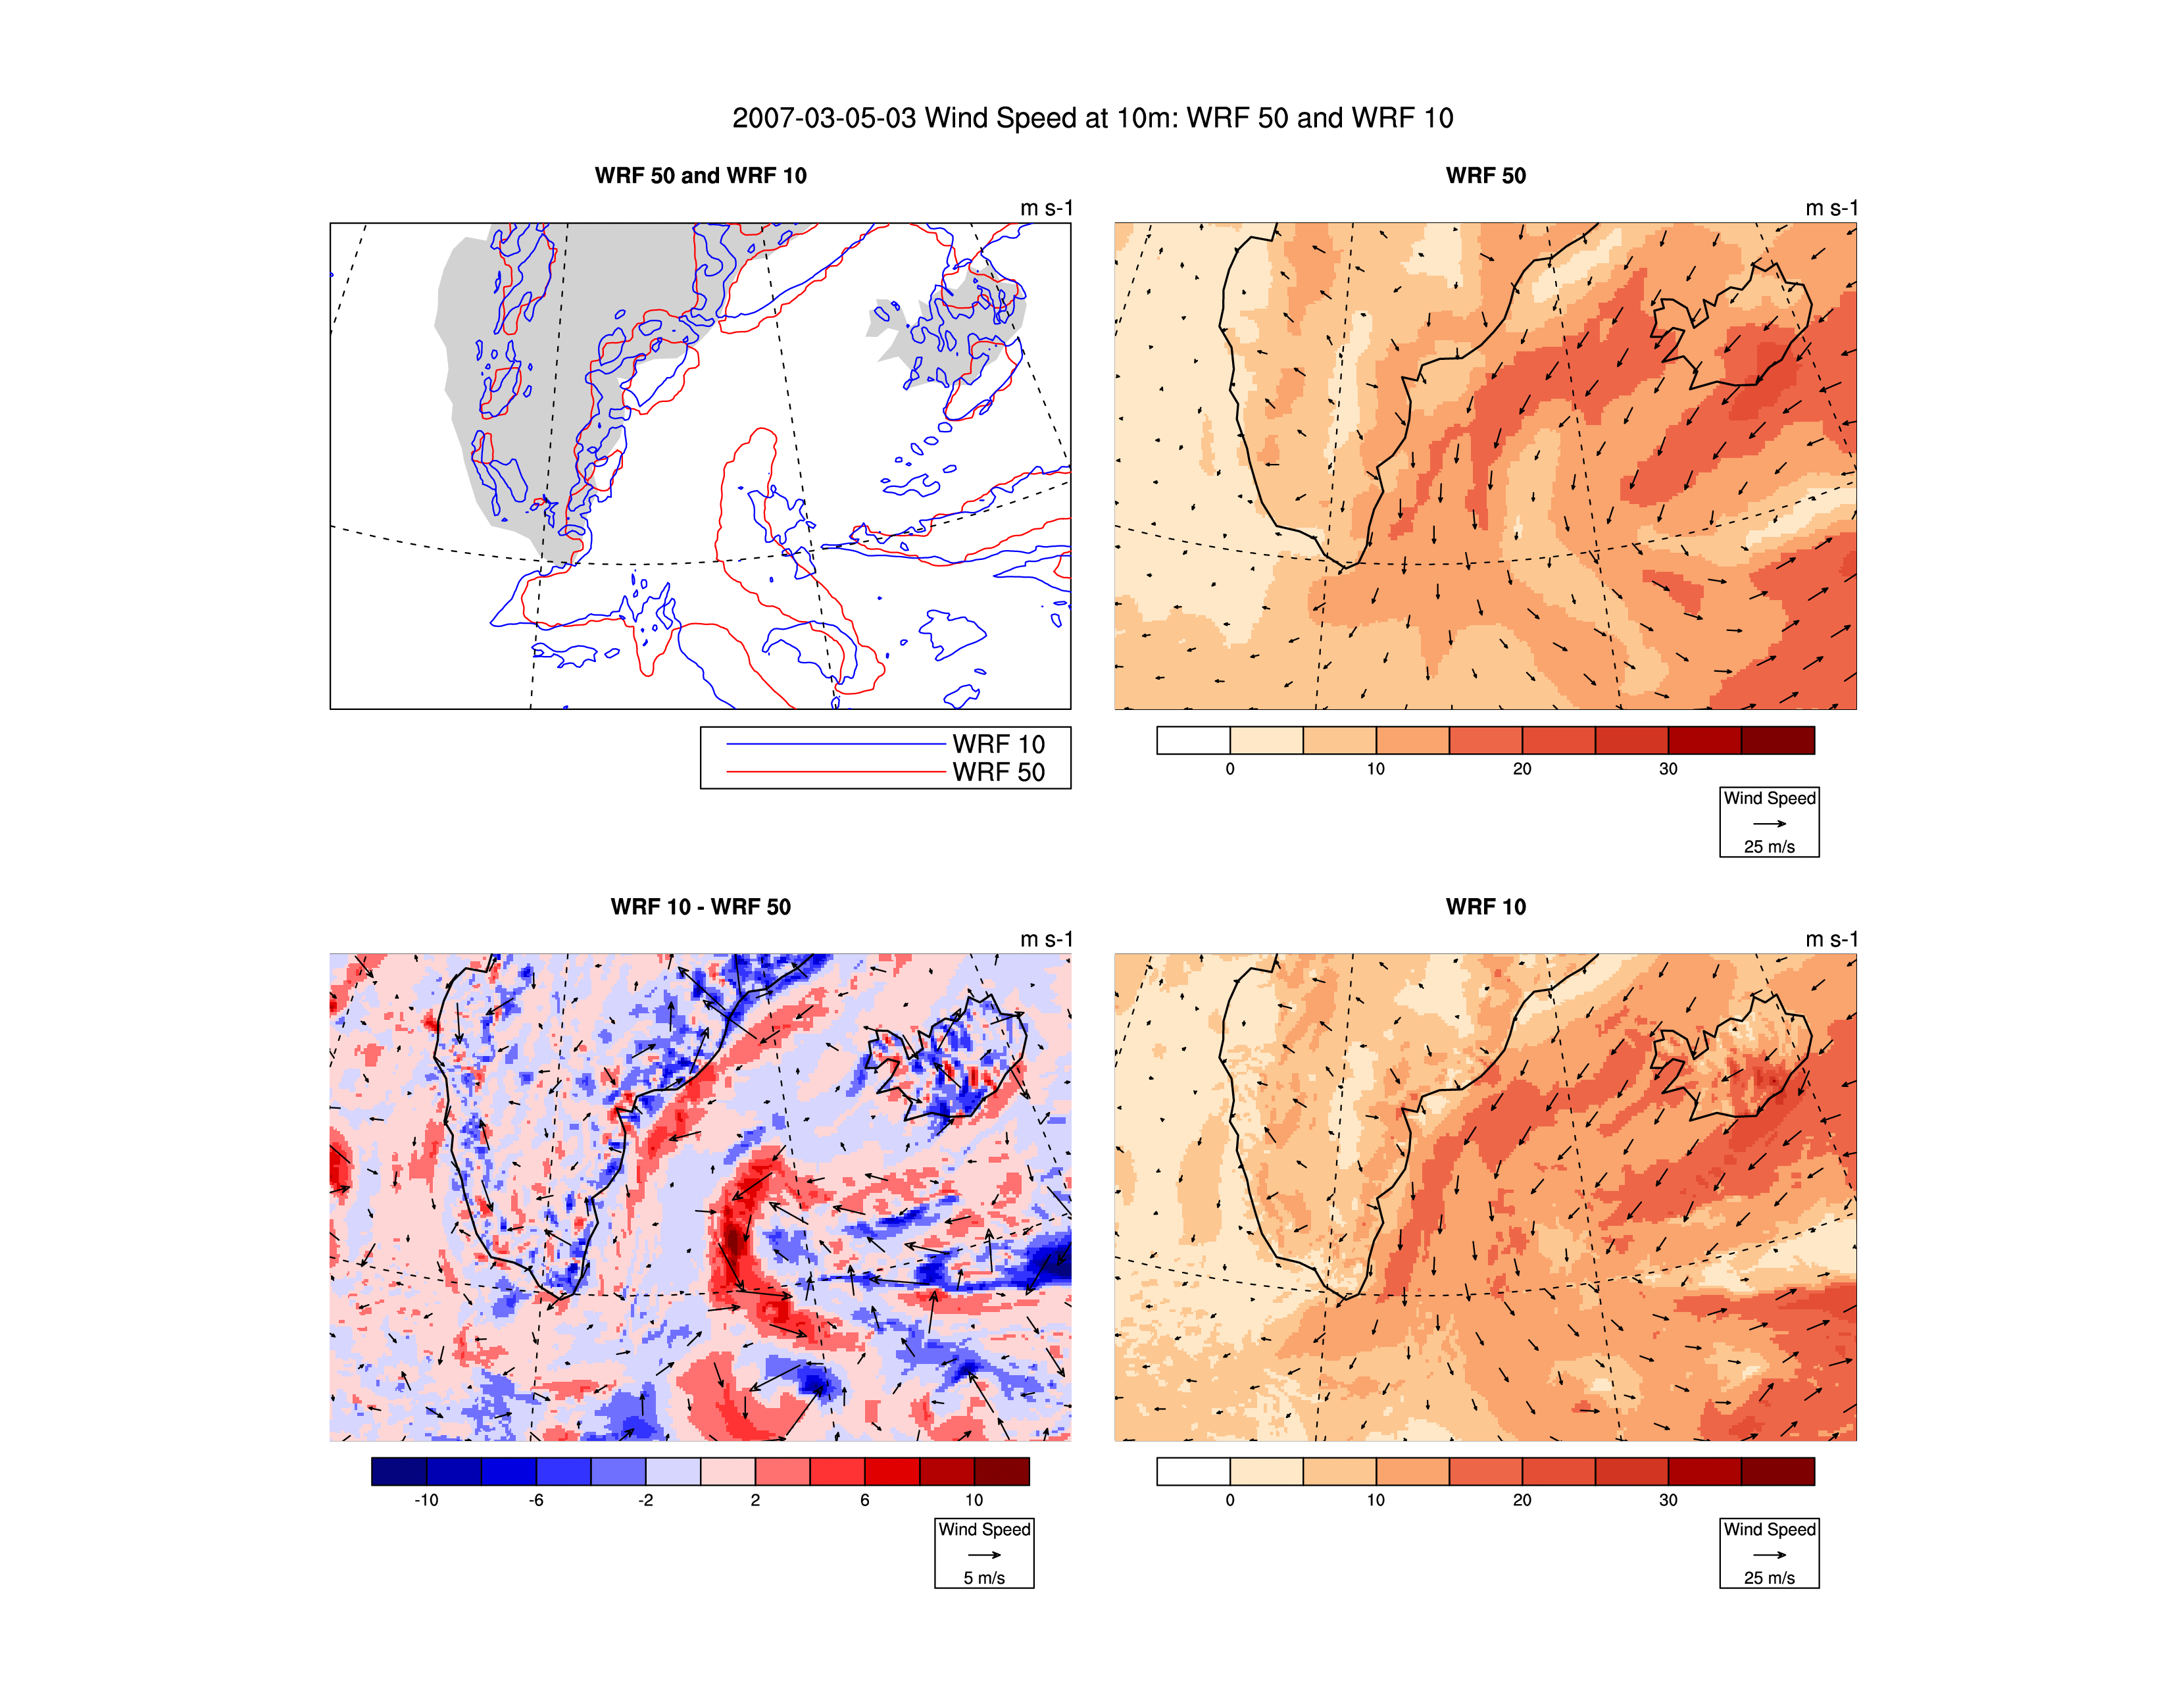 2007-03-05-03 Wind Speed at 10m: WRF 50 and WRF 10
WRF 50 and WRF 10
m s-1
WRF 10
WRF 50
WRF 50
m s-1
0 10 20 30
Wind Speed
25 m/s
WRF 10 - WRF 50
m s-1
-10 -6 -2 2 6 10
Wind Speed
5 m/s
WRF 10
m s-1
0 10 20 30
Wind Speed
25 m/s